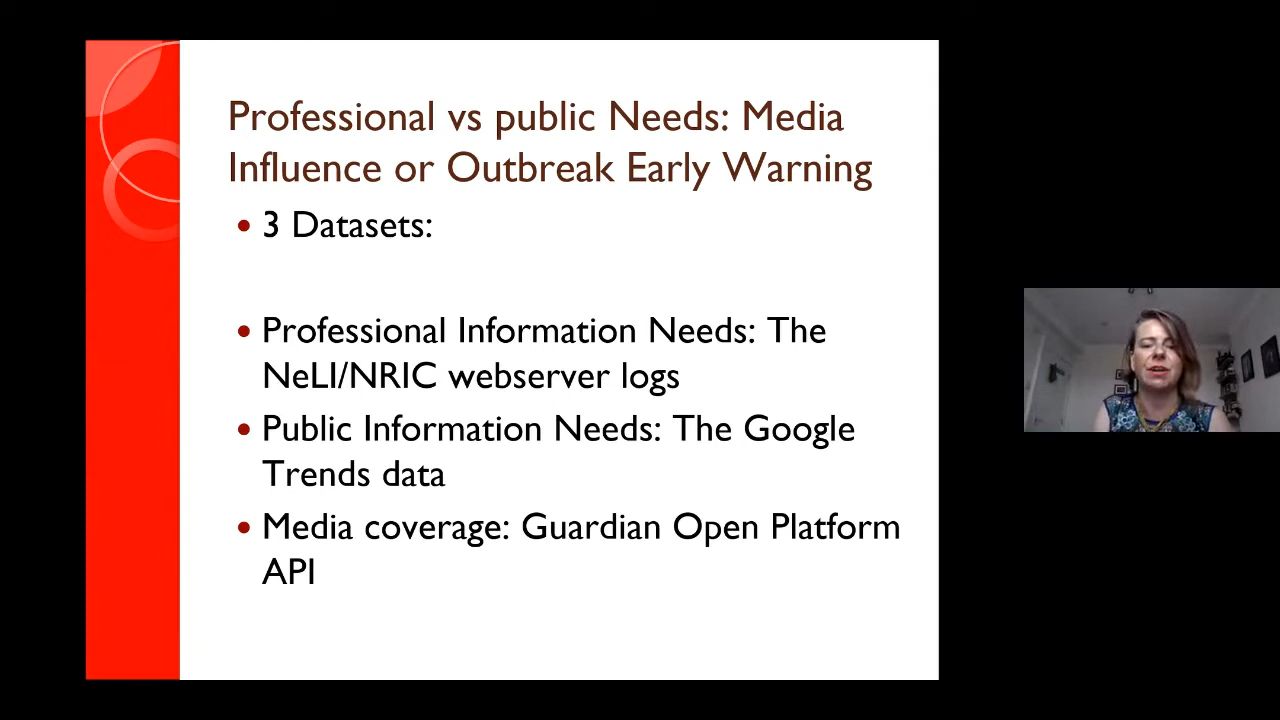 Professional vs public Needs: Media
Influence or Outbreak Early Warning
• 3 Datasets:
• Professional Information Needs: The
NeLI/NRIC webserver logs
• Public Information Needs: The Google
Trends data
• Media coverage: Guardian Open Platform
API